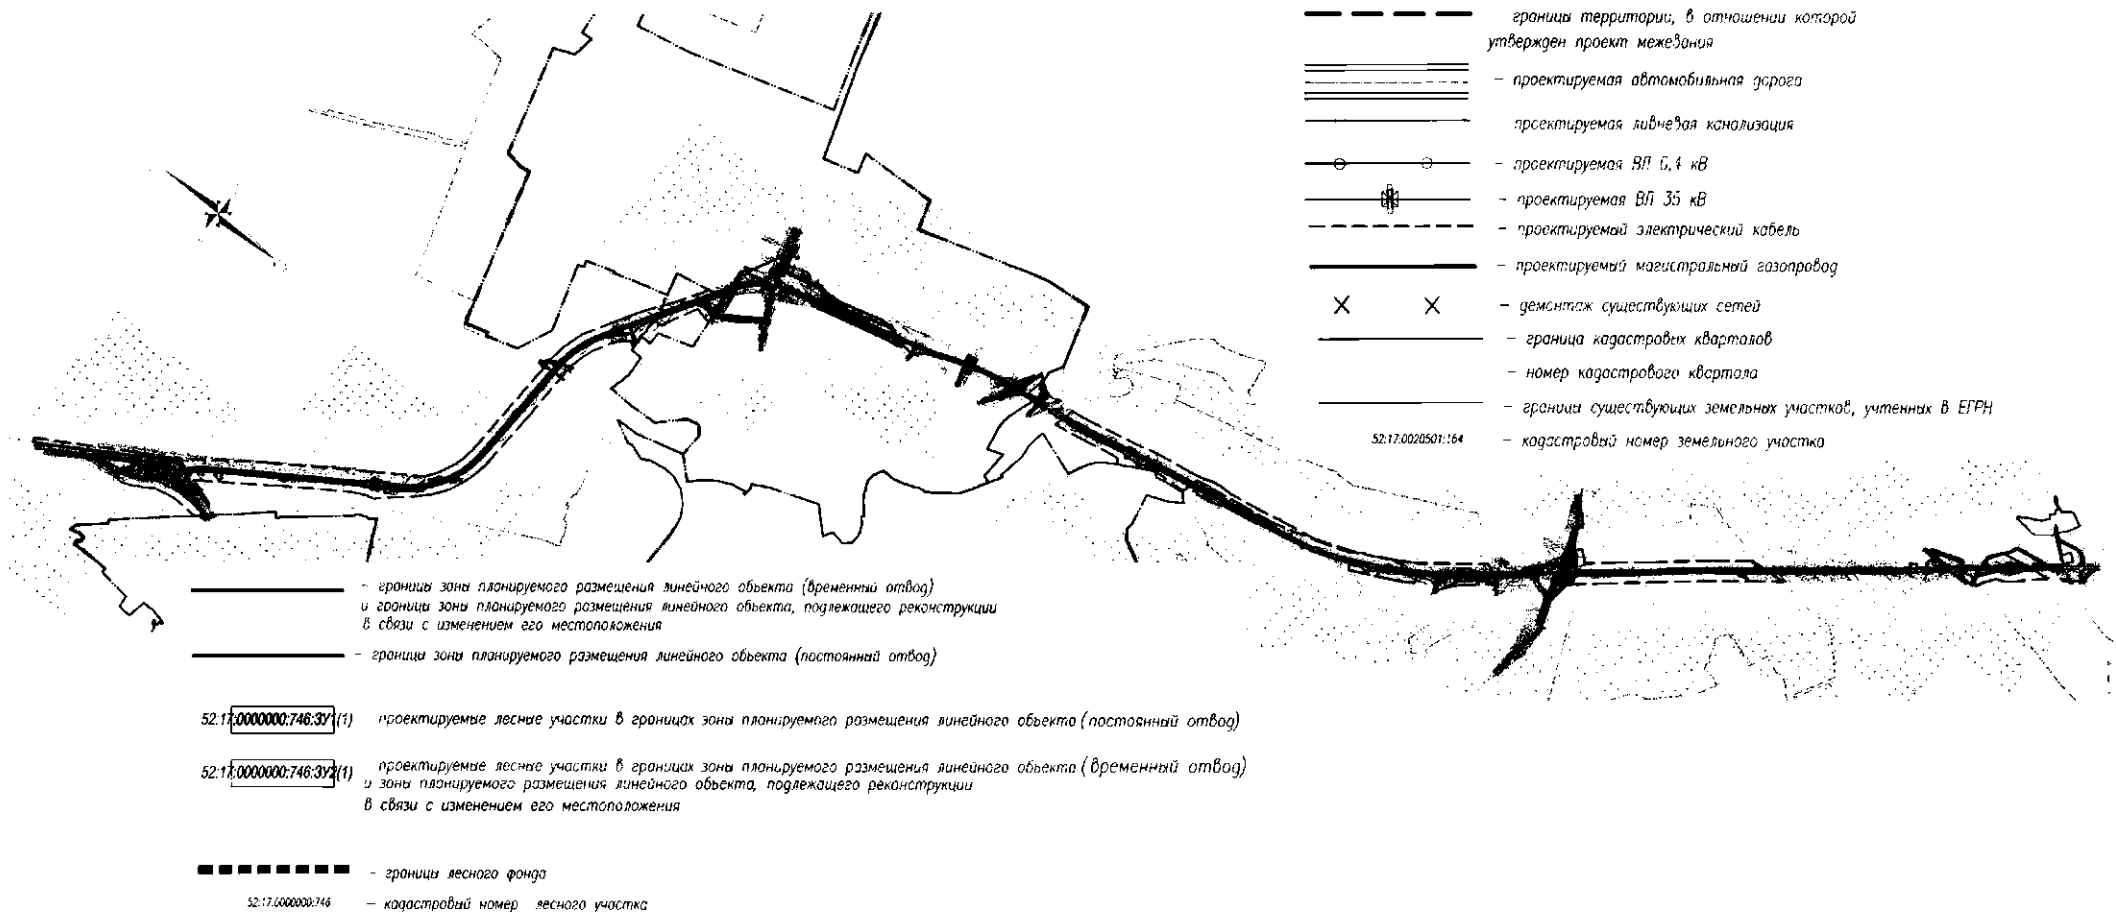 границы территории, в отношении которой
утвержден проект межевания
- проектируемая автомобильная дорога
проектируемая ливневая канализация
- проектируемая ВЛ 0,4 кВ
- проектируемая ВЛ 35 кВ
- проектируемый электрический кабель
- проектируемый магистральный газопровод
- демонтаж существующих сетей
- граница кадастровых кварталов
- номер кадастрового квартала
- границы существующих земельных участков, учтенных в ЕГРН
52:17:0020501:164 - кадастровый номер земельного участка
- границы зоны планируемого размещения линейного объекта (временный отвод)
и границы зоны планируемого размещения линейного объекта, подлежащего реконструкции
в связи с изменением его местоположения
- границы зоны планируемого размещения линейного объекта (постоянный отвод)
52:17:0000000:746:ЗУ1(1) проектируемые лесные участки в границах зоны планируемого размещения линейного объекта (постоянный отвод)
52:17:0000000:746:ЗУ2(1) проектируемые лесные участки в границах зоны планируемого размещения линейного объекта (временный отвод)
и зоны планируемого размещения линейного объекта, подлежащего реконструкции
в связи с изменением его местоположения
- границы лесного фонда
52:17:0000000:746 - кадастровый номер лесного участка